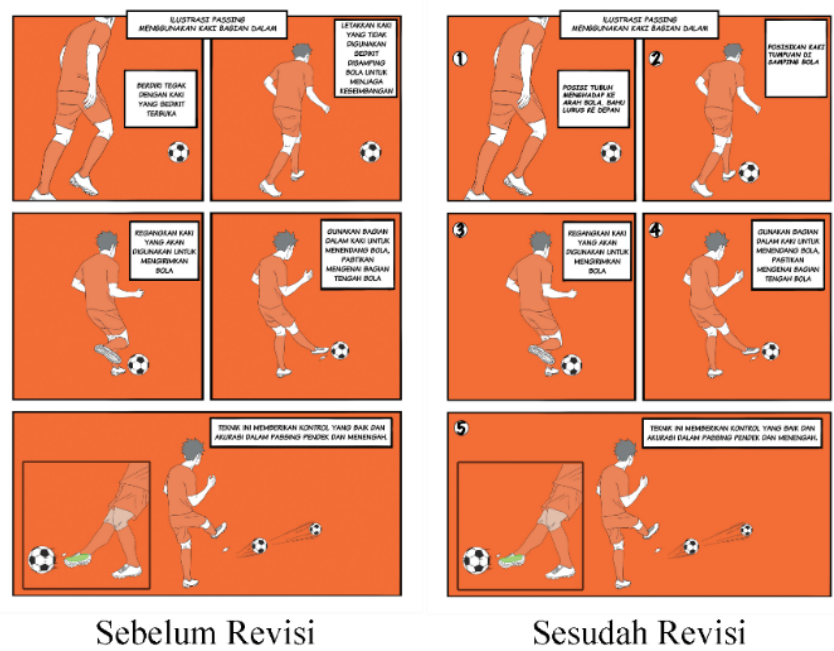 ILUSTRASI PASSING
MENGGUNAKAN KAKI BAGIAN DALAM
BERDIRI TEGAK
DENGAN KAKI
YANG SEDIKIT
TERBUKA
LETAKKAN KAKI
YANG TIDAK
DIGUNAKAN
SEDIKIT
DISAMPING
BOLA UNTUK
MENJAGA
KESEIMBANGAN
REGANGKAN KAKI
YANG AKAN
DIGUNAKAN UNTUK
MENGIRIMKAN
BOLA
GUNAKAN BAGIAN
DALAM KAKI UNTUK
MENENDANG BOLA,
PASTIKAN
MENGENAI BAGIAN
TENGAH BOLA
TEKNIK INI MEMBERIKAN KONTROL YANG BAIK DAN
AKURASI DALAM PASSING PENDEK DAN MENENGAH.
Sebelum Revisi
ILUSTRASI PASSING
MENGGUNAKAN KAKI BAGIAN DALAM
1
POSISI TUBUH
MENGHADAP KE
ARAH BOLA, BAHU
LURUS KE DEPAN
2
POSISIKAN KAKI
TUMPUAN DI
SAMPING BOLA
3
REGANGKAN KAKI
YANG AKAN
DIGUNAKAN UNTUK
MENGIRIMKAN
BOLA
4
GUNAKAN BAGIAN
DALAM KAKI UNTUK
MENENDANG BOLA,
PASTIKAN
MENGENAI BAGIAN
TENGAH BOLA
5
TEKNIK INI MEMBERIKAN KONTROL YANG BAIK DAN
AKURASI DALAM PASSING PENDEK DAN MENENGAH.
Sesudah Revisi